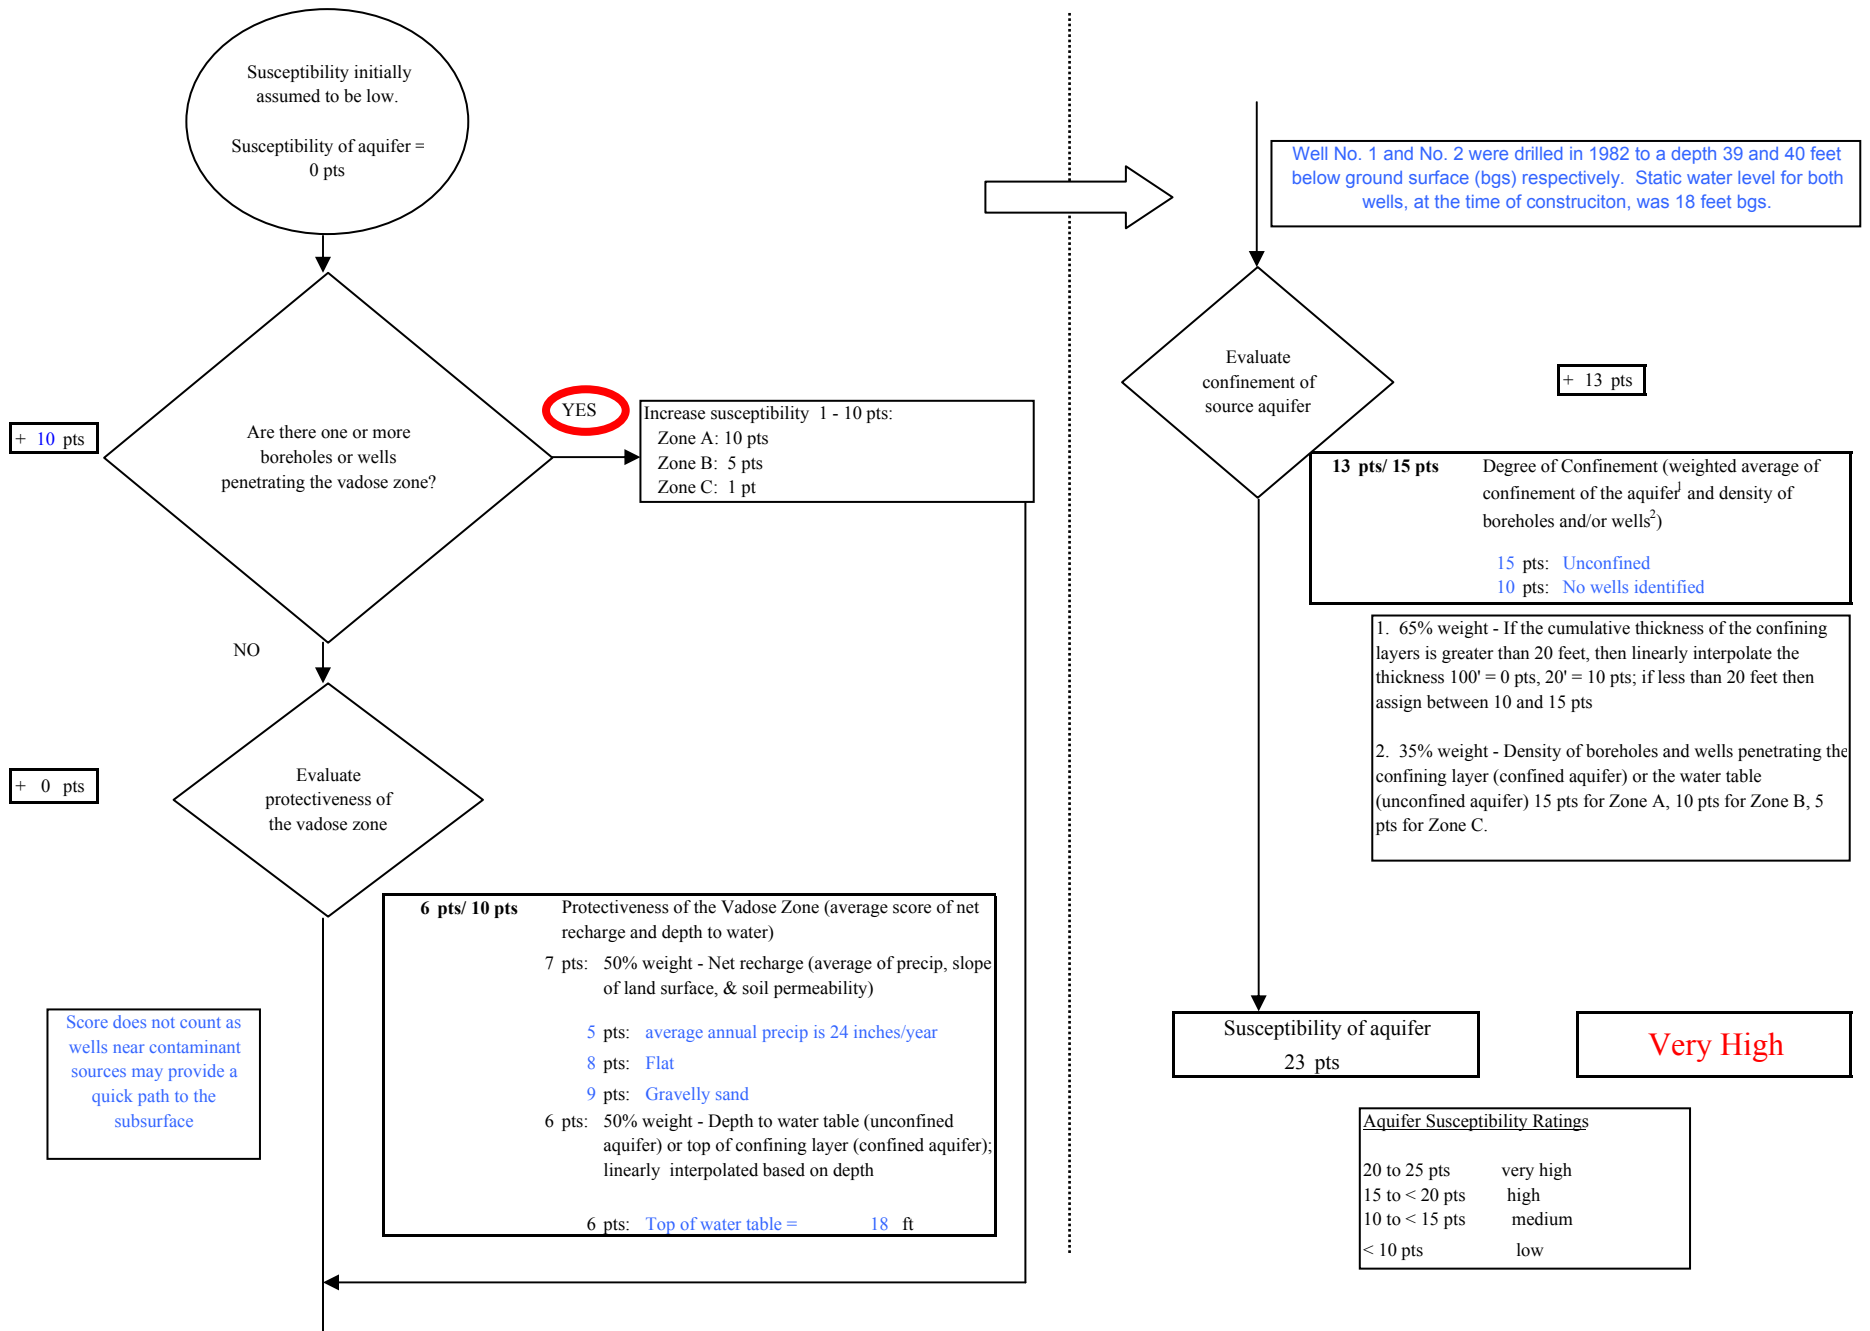 Susceptibility initially
assumed to be low.
Susceptibility of aquifer =
0 pts
+ 10 pts
Are there one or more
boreholes or wells
penetrating the vadose zone?
YES
Increase susceptibility 1 - 10 pts:
Zone A: 10 pts
Zone B: 5 pts
Zone C: 1 pt
NO
+ 0 pts
Evaluate
protectiveness of
the vadose zone
6 pts/ 10 pts
Protectiveness of the Vadose Zone (average score of net
recharge and depth to water)
7 pts: 50% weight - Net recharge (average of precip, slope
of land surface, & soil permeability)
5 pts: average annual precip is 24 inches/year
8 pts: Flat
9 pts: Gravelly sand
6 pts: 50% weight - Depth to water table (unconfined
aquifer) or top of confining layer (confined aquifer);
linearly interpolated based on depth
6 pts: Top of water table = 18 ft
Score does not count as
wells near contaminant
sources may provide a
quick path to the
subsurface
Well No. 1 and No. 2 were drilled in 1982 to a depth 39 and 40 feet
below ground surface (bgs) respectively. Static water level for both
wells, at the time of construciton, was 18 feet bgs.
Evaluate
confinement of
source aquifer
+ 13 pts
13 pts/ 15 pts
Degree of Confinement (weighted average of
confinement of the aquifer1 and density of
boreholes and/or wells2)
15 pts: Unconfined
10 pts: No wells identified
1. 65% weight - If the cumulative thickness of the confining
layers is greater than 20 feet, then linearly interpolate the
thickness 100' = 0 pts, 20' = 10 pts; if less than 20 feet then
assign between 10 and 15 pts
2. 35% weight - Density of boreholes and wells penetrating the
confining layer (confined aquifer) or the water table
(unconfined aquifer) 15 pts for Zone A, 10 pts for Zone B, 5
pts for Zone C.
Susceptibility of aquifer
23 pts
Very High
Aquifer Susceptibility Ratings
20 to 25 pts very high
15 to < 20 pts high
10 to < 15 pts medium
< 10 pts low